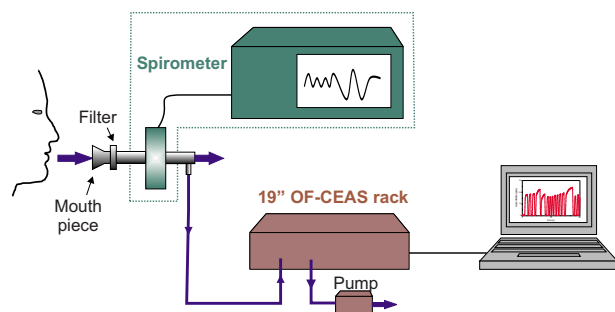 Spirometer
Filter
Mouth
piece
19” OF-CEAS rack
Pump